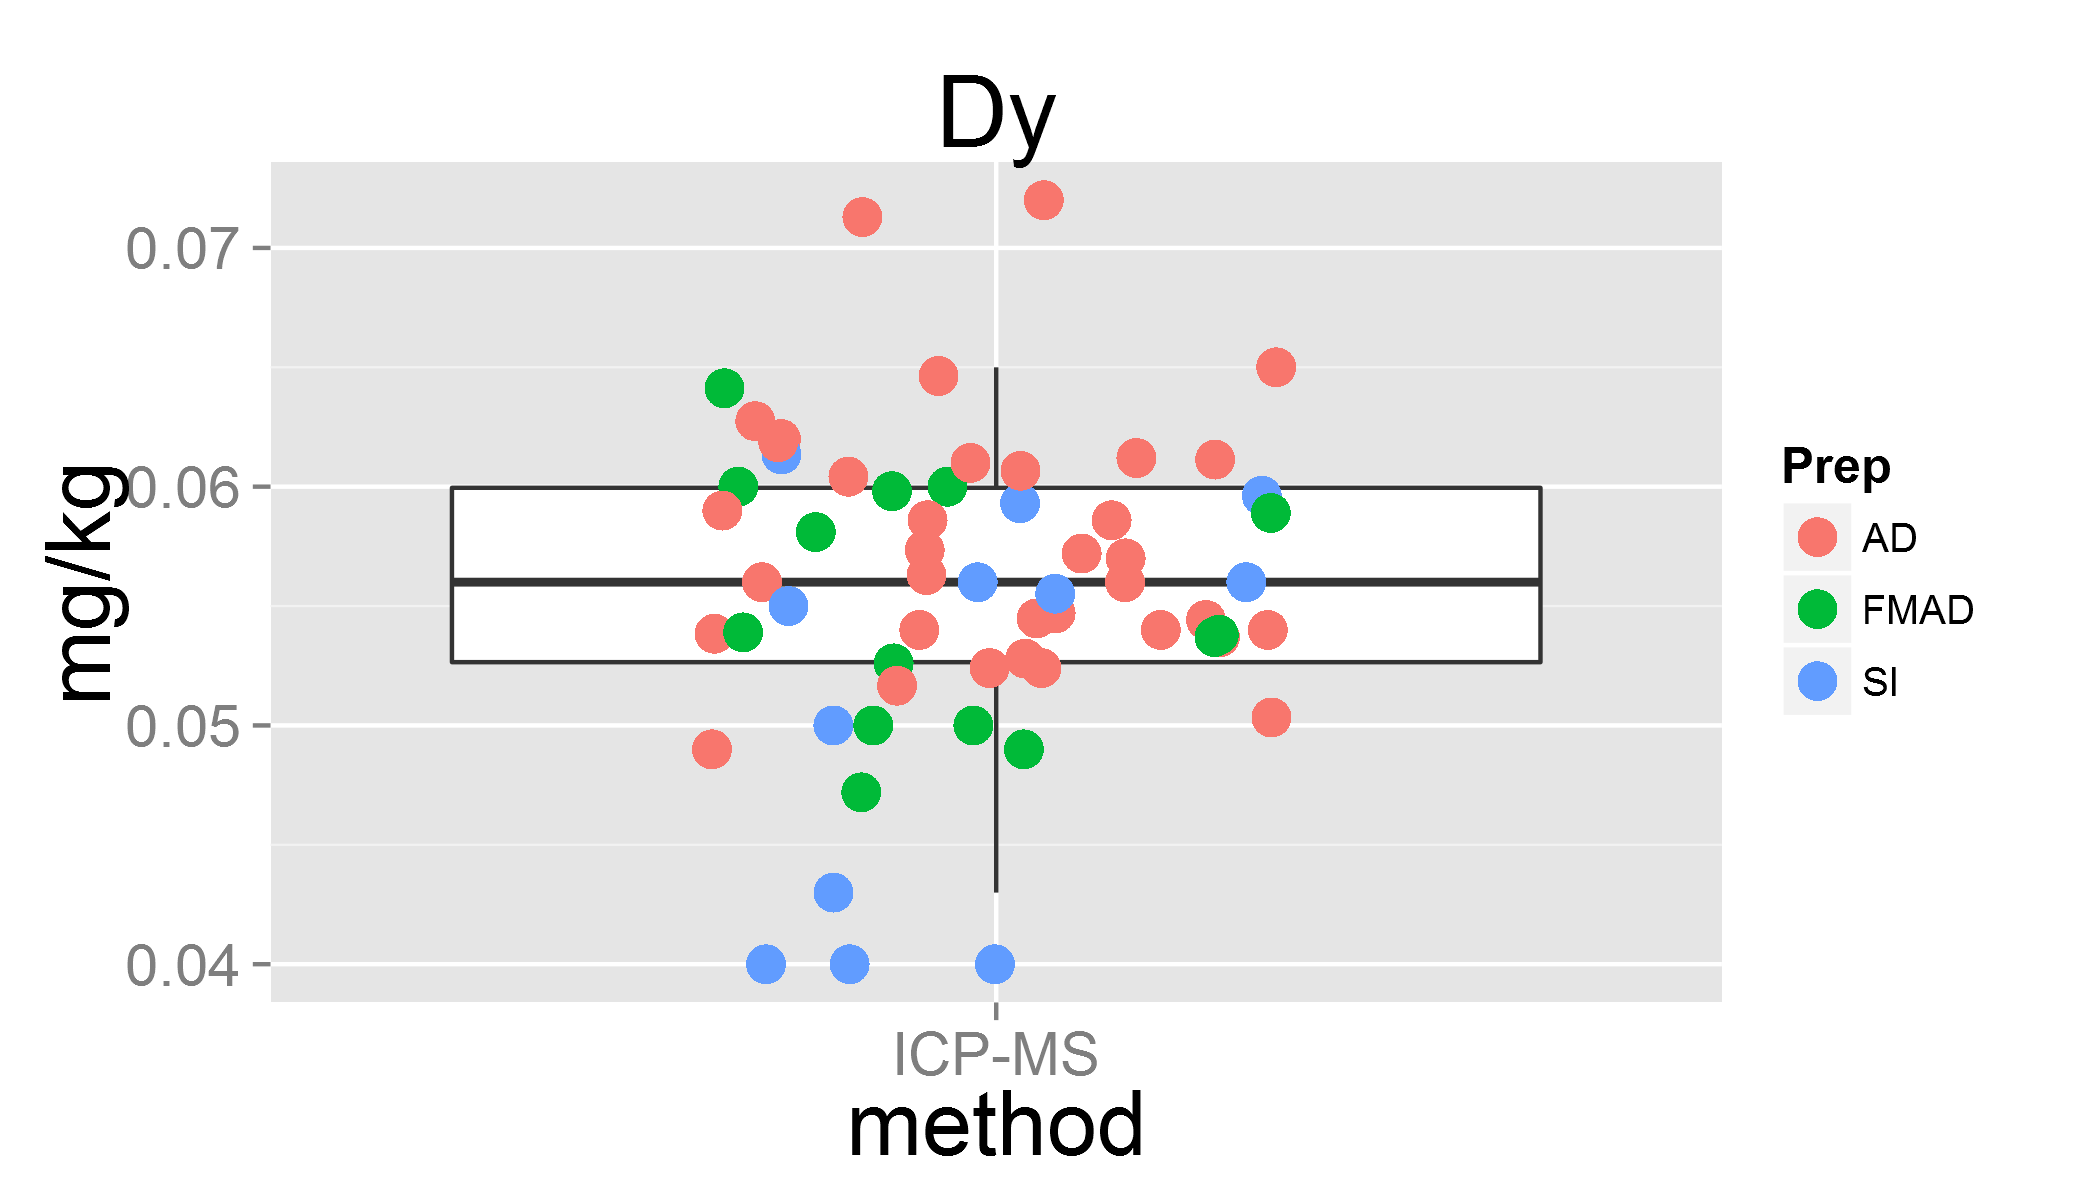 Dy
mg/kg
0.07
0.06
0.05
0.04
ICP-MS
method
Prep
AD
FMAD
SI